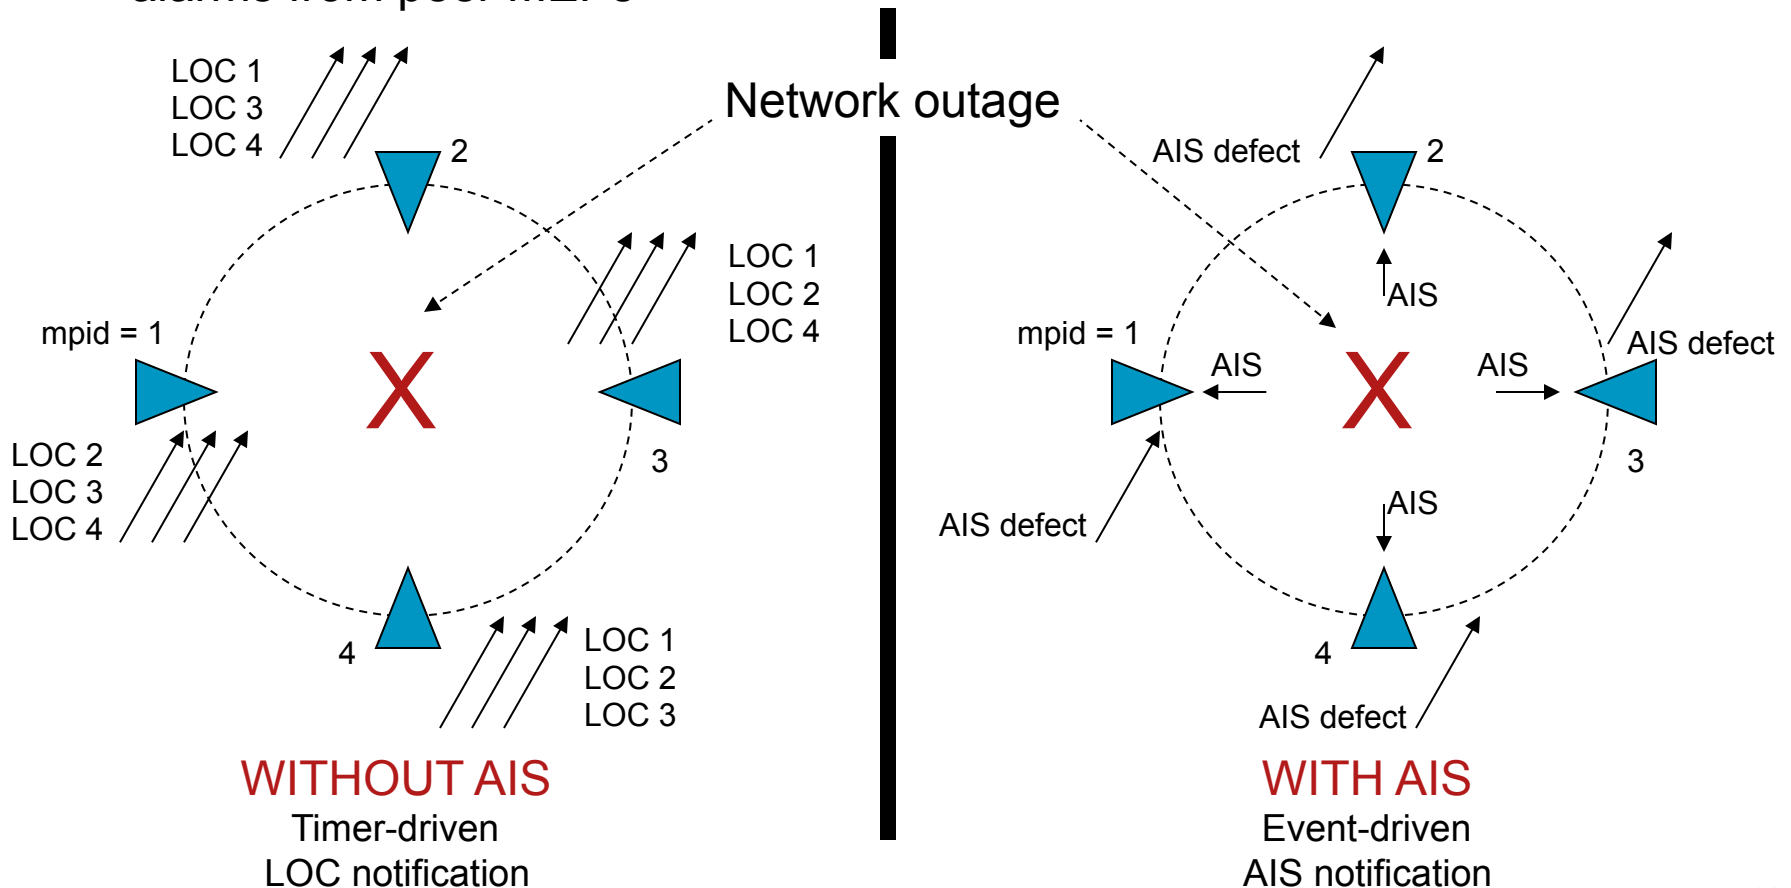 Network outage
LOC 1
LOC 3
LOC 4
2
LOC 1
LOC 2
LOC 4
mpid = 1
3
LOC 2
LOC 3
LOC 4
4
LOC 1
LOC 2
LOC 3
WITHOUT AIS
Timer-driven
LOC notification
AIS defect
2
AIS
mpid = 1
AIS
AIS
AIS defect
3
AIS
AIS defect
4
AIS defect
WITH AIS
Event-driven
AIS notification